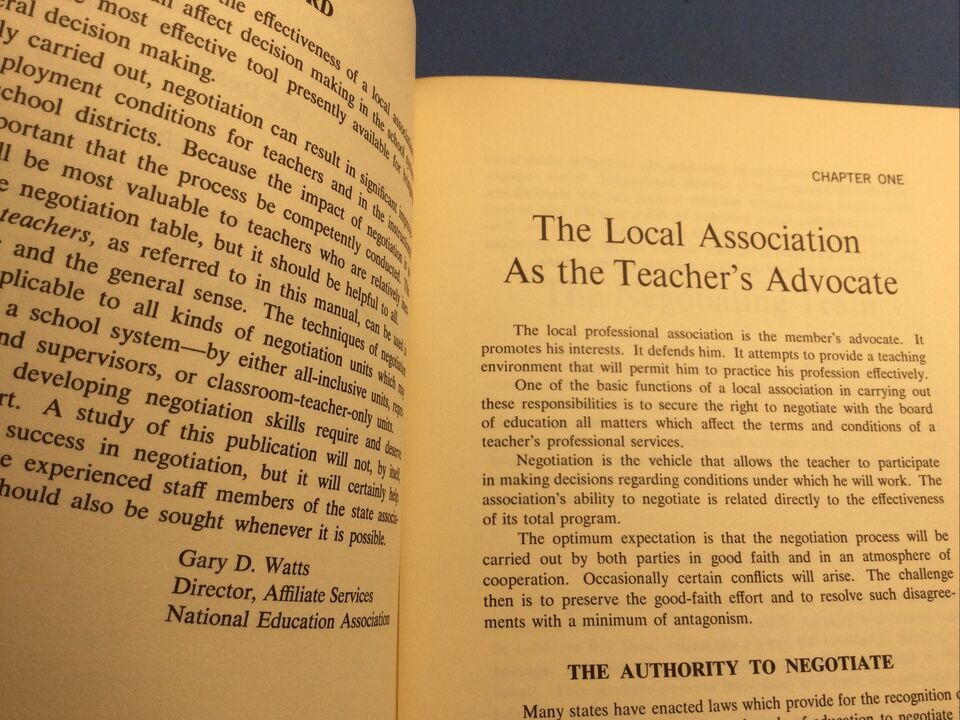 RD
the effectiveness of a local
affect decision making in the school
most effective tool presently available for
decision making.
carried out, negotiation can result in significant
ployment conditions for teachers and in the
chool districts. Because the impact of negotiation
portant that the process be competently conducted.
ll be most valuable to teachers who are relatively
e negotiation table, but it should be helpful to all.
teachers, as referred to in this manual, can be used
and the general sense. The techniques of negotiation
plicable to all kinds of negotiation units which may
a school system—by either all-inclusive units,
nd supervisors, or classroom-teacher-only units.
developing negotiation skills require and deserve
rt. A study of this publication will not, by itself,
success in negotiation, but it will certainly help.
e experienced staff members of the state associ-
hould also be sought whenever it is possible.
Gary D. Watts
Director, Affiliate Services
National Education Association
CHAPTER ONE
The Local Association
As the Teacher's Advocate
The local professional association is the member's advocate. It
promotes his interests. It defends him. It attempts to provide a teaching
environment that will permit him to practice his profession effectively.
One of the basic functions of a local association in carrying out
these responsibilities is to secure the right to negotiate with the board
of education all matters which affect the terms and conditions of a
teacher's professional services.
Negotiation is the vehicle that allows the teacher to participate
in making decisions regarding conditions under which he will work. The
association's ability to negotiate is related directly to the effectiveness
of its total program.
The optimum expectation is that the negotiation process will be
carried out by both parties in good faith and in an atmosphere of
cooperation. Occasionally certain conflicts will arise. The challenge
then is to preserve the good-faith effort and to resolve such disagree-
ments with a minimum of antagonism.
THE AUTHORITY TO NEGOTIATE
Many states have enacted laws which provide for the recognition
of education to negotiate